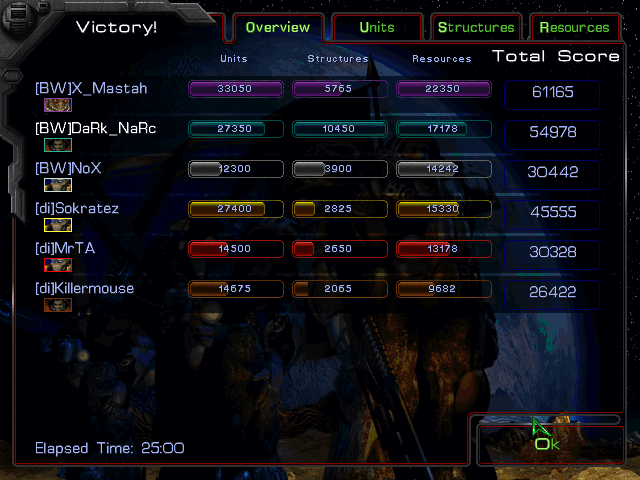 Victory!
Overview Units Structures Resources
Units Structures Resources Total Score
[BW]X_Mastah 33050 5765 22350 61165
[BW]DaRk_NaRc 27350 10450 17178 54978
[BW]NoX 12300 3900 14242 30442
[di]Sokratez 27400 2825 15330 45555
[di]MrTA 14500 2650 13178 30328
[di]Killermouse 14675 2065 9682 26422
Elapsed Time: 25:00
Ok